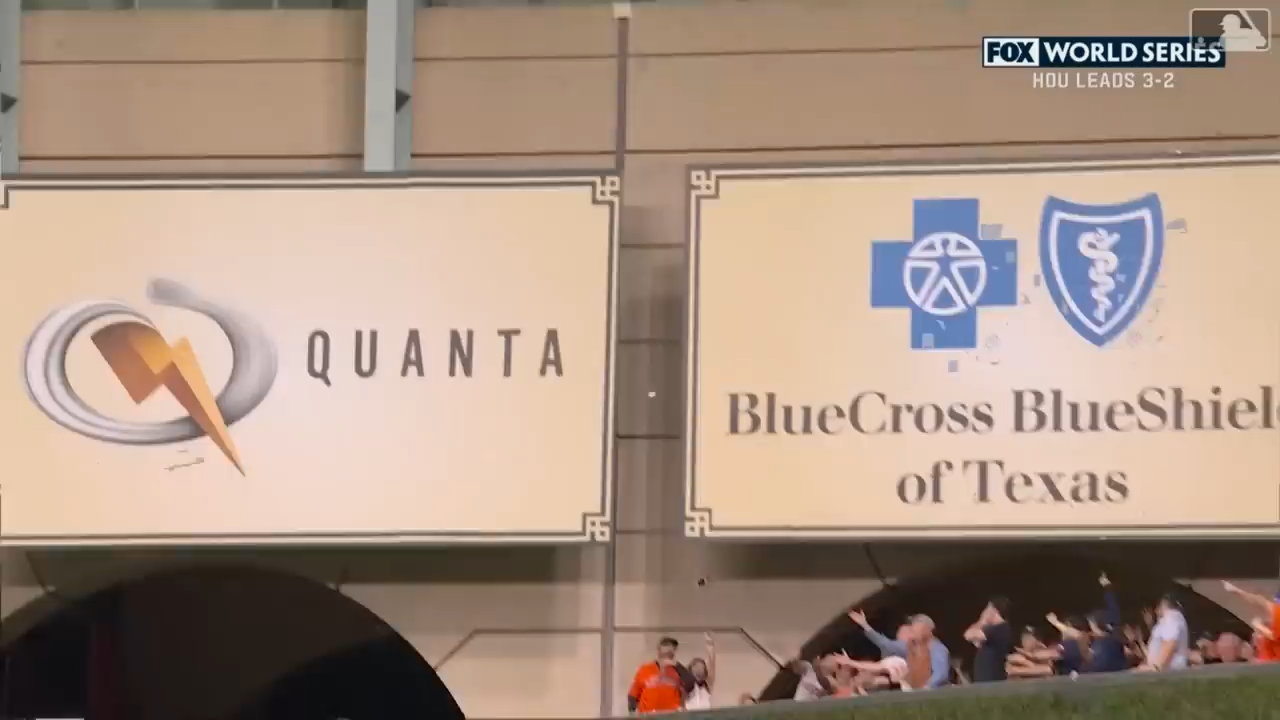 FOX WORLD SERIES
HOU LEADS 3-2
QUANTA
BlueCross BlueShiel
of Texas